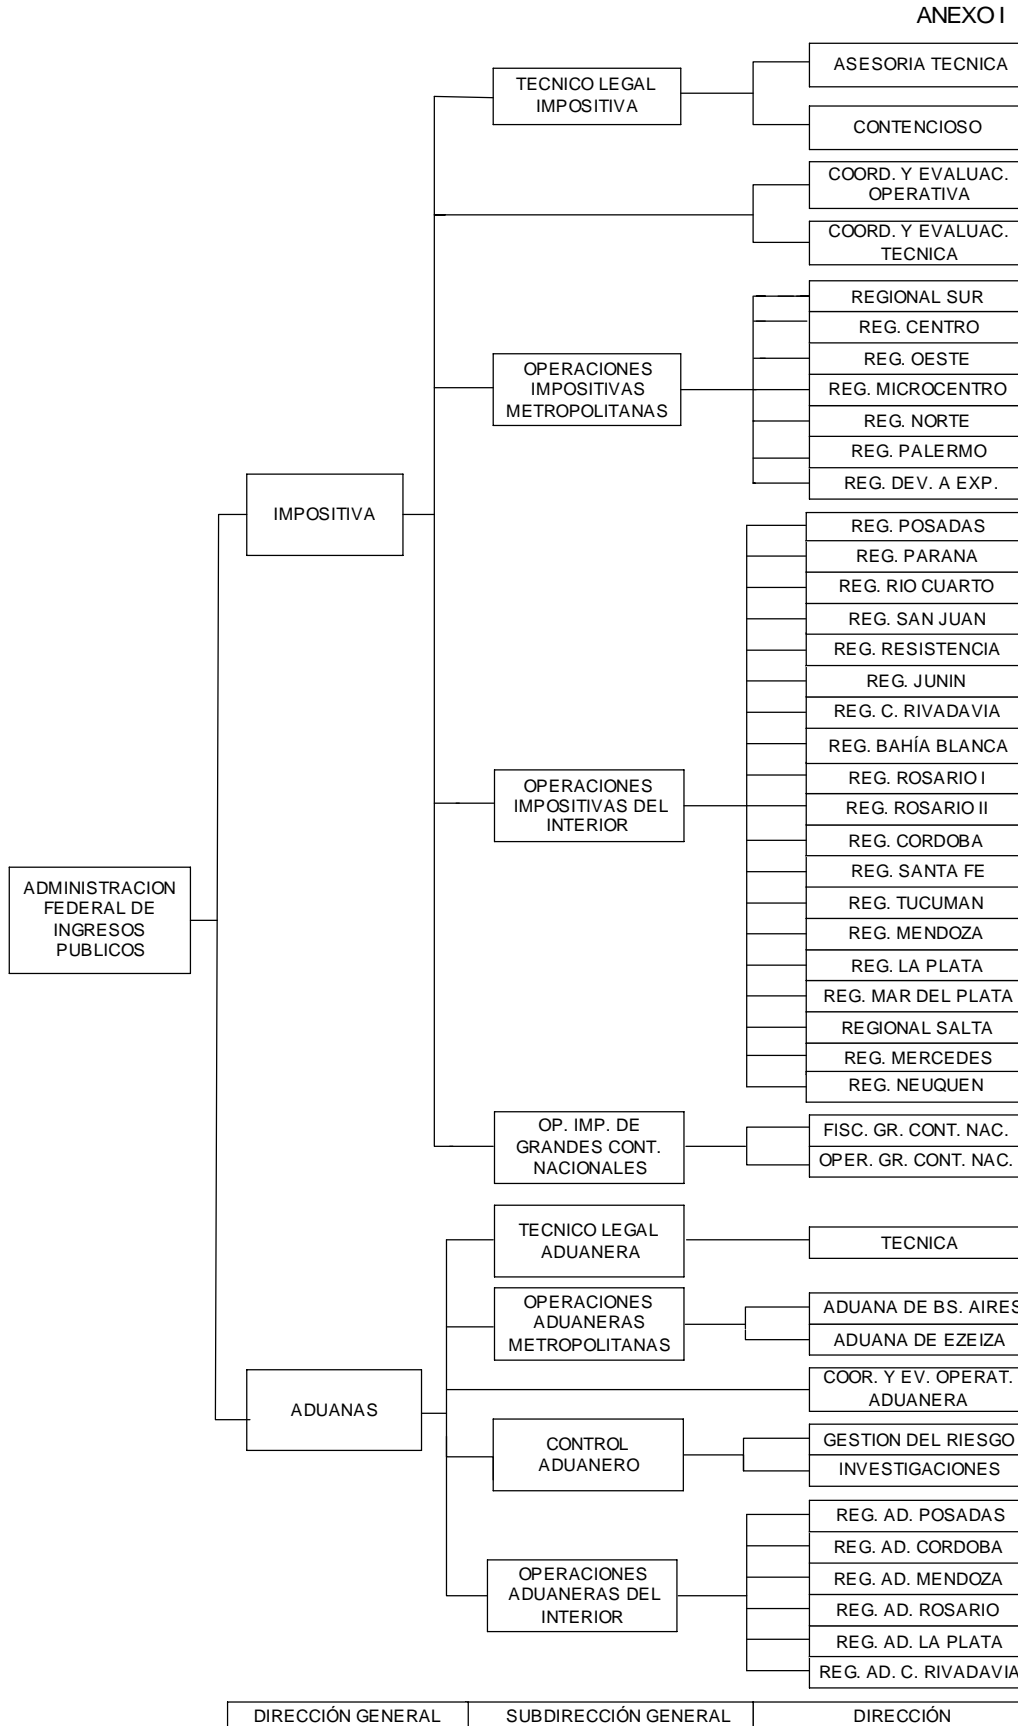 ANEXO I
ASESORIA TECNICA
TECNICO LEGAL
IMPOSITIVA
CONTENCIOSO
COORD. Y EVALUAC.
OPERATIVA
COORD. Y EVALUAC.
TECNICA
REGIONAL SUR
REG. CENTRO
REG. OESTE
OPERACIONES
IMPOSITIVAS
METROPOLITANAS
REG. MICROCENTRO
REG. NORTE
REG. PALERMO
REG. DEV. A EXP.
IMPOSITIVA
REG. POSADAS
REG. PARANA
REG. RIO CUARTO
REG. SAN JUAN
REG. RESISTENCIA
REG. JUNIN
REG. C. RIVADAVIA
REG. BAHÍA BLANCA
REG. ROSARIO I
OPERACIONES
IMPOSITIVAS DEL
INTERIOR
REG. ROSARIO II
REG. CORDOBA
REG. SANTA FE
REG. TUCUMAN
REG. MENDOZA
REG. LA PLATA
REG. MAR DEL PLATA
REGIONAL SALTA
REG. MERCEDES
REG. NEUQUEN
ADMINISTRACION
FEDERAL DE
INGRESOS
PUBLICOS
OP. IMP. DE
GRANDES CONT.
NACIONALES
FISC. GR. CONT. NAC.
OPER. GR. CONT. NAC.
TECNICO LEGAL
ADUANERA
TECNICA
OPERACIONES
ADUANERAS
METROPOLITANAS
ADUANA DE BS. AIRES
ADUANA DE EZEIZA
COOR. Y EV. OPERAT.
ADUANERA
ADUANAS
CONTROL
ADUANERO
GESTION DEL RIESGO
INVESTIGACIONES
REG. AD. POSADAS
REG. AD. CORDOBA
OPERACIONES
ADUANERAS DEL
INTERIOR
REG. AD. MENDOZA
REG. AD. ROSARIO
REG. AD. LA PLATA
REG. AD. C. RIVADAVIA
DIRECCIÓN GENERAL
SUBDIRECCIÓN GENERAL
DIRECCIÓN